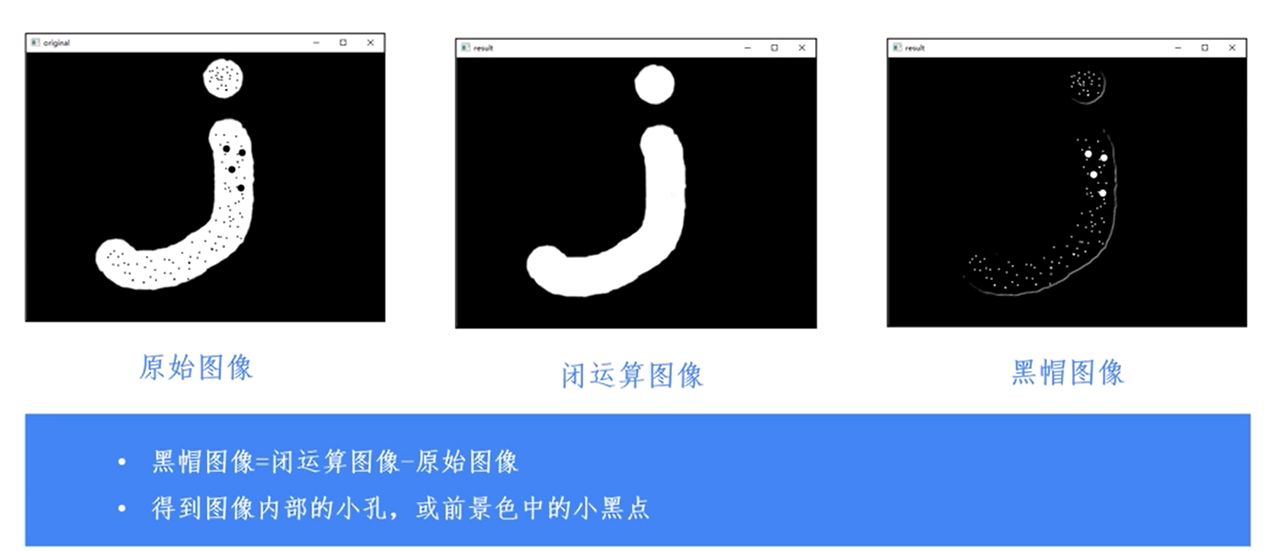 original
result
result
原始图像
闭运算图像
黑帽图像
• 黑帽图像=闭运算图像-原始图像
• 得到图像内部的小孔，或前景色中的小黑点